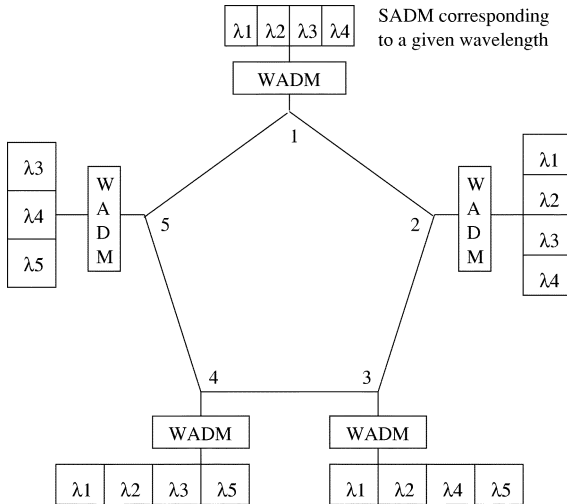 λ1 λ2 λ3 λ4
SADM corresponding
to a given wavelength
WADM
1
λ3
λ4
λ5
W
A
D
M
5
2
W
A
D
M
λ1
λ2
λ3
λ4
4
3
WADM
WADM
λ1 λ2 λ3 λ5
λ1 λ2 λ4 λ5